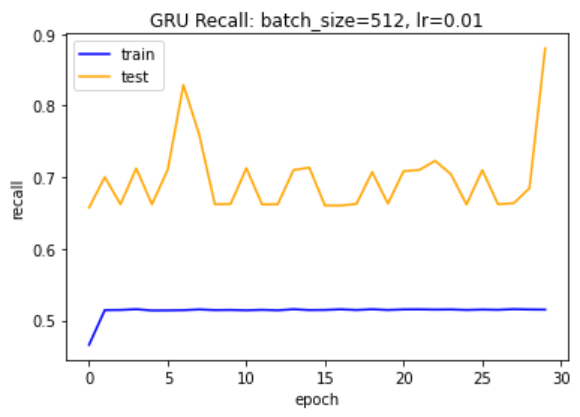 GRU Recall: batch_size=512, lr=0.01
train
test
recall
0.9
0.8
0.7
0.6
0.5
0 5 10 15 20 25 30
epoch